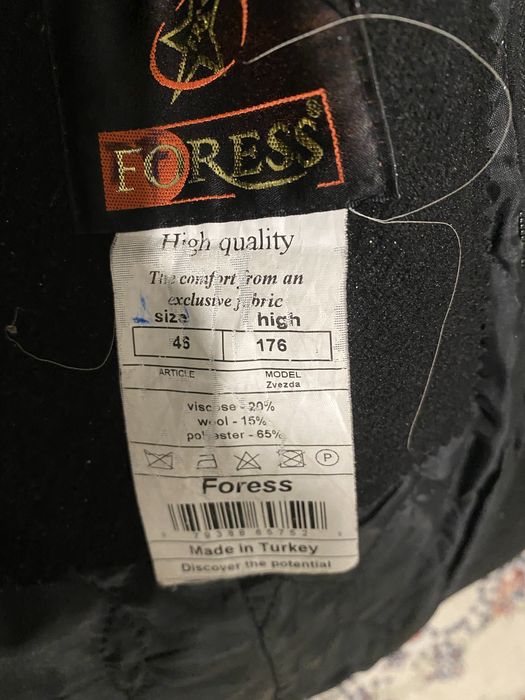 FORESS®
High quality
The comfort from an
exclusive fabric
size high
46 176
ARTICLE MODEL
Zvezda
viscose - 20%
wool - 15%
polyester - 65%
P
Foress
Made in Turkey
Discover the potential